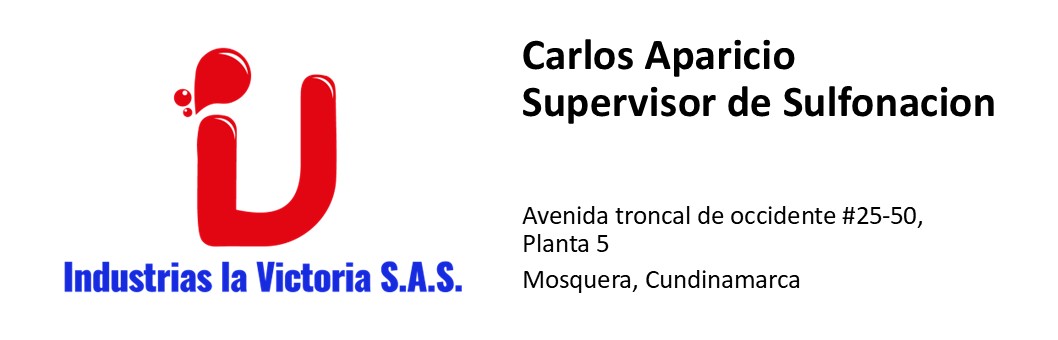 Carlos Aparicio
Supervisor de Sulfonacion
Avenida troncal de occidente #25-50,
Planta 5
Mosquera, Cundinamarca
Industrias la Victoria S.A.S.